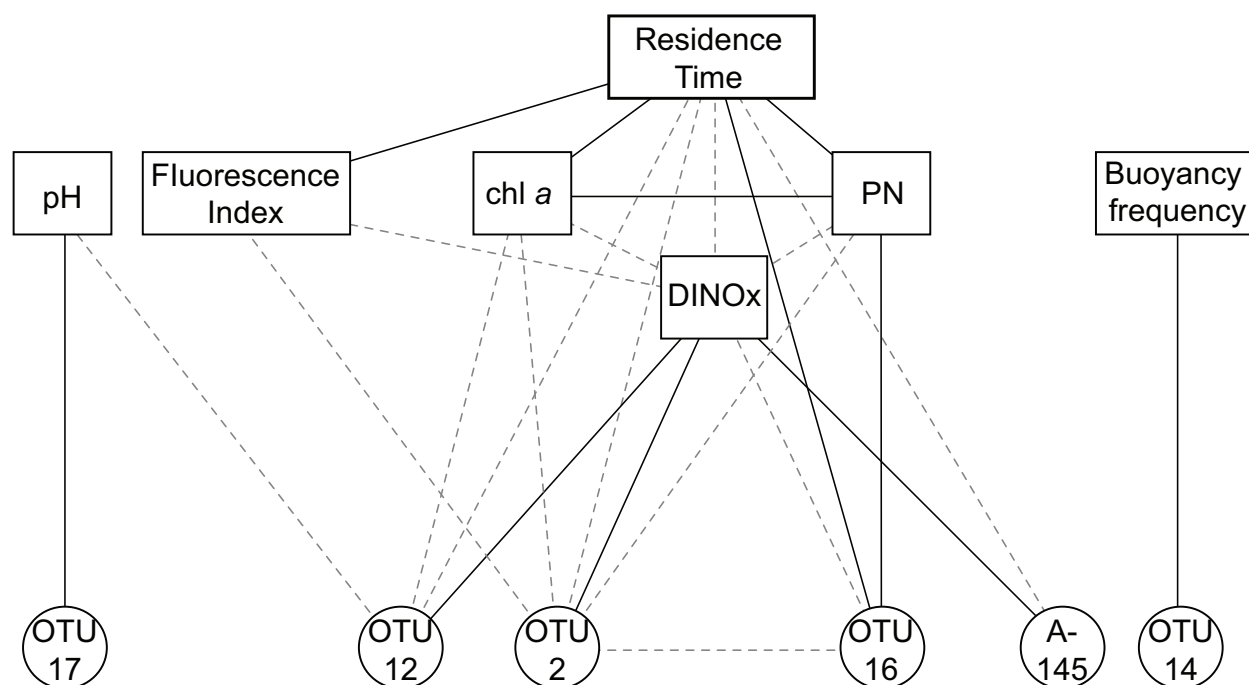 Residence
Time
pH
Fluorescence
Index
chl a
PN
Buoyancy
frequency
DINOx
OTU
17
OTU
12
OTU
2
OTU
16
A-
145
OTU
14